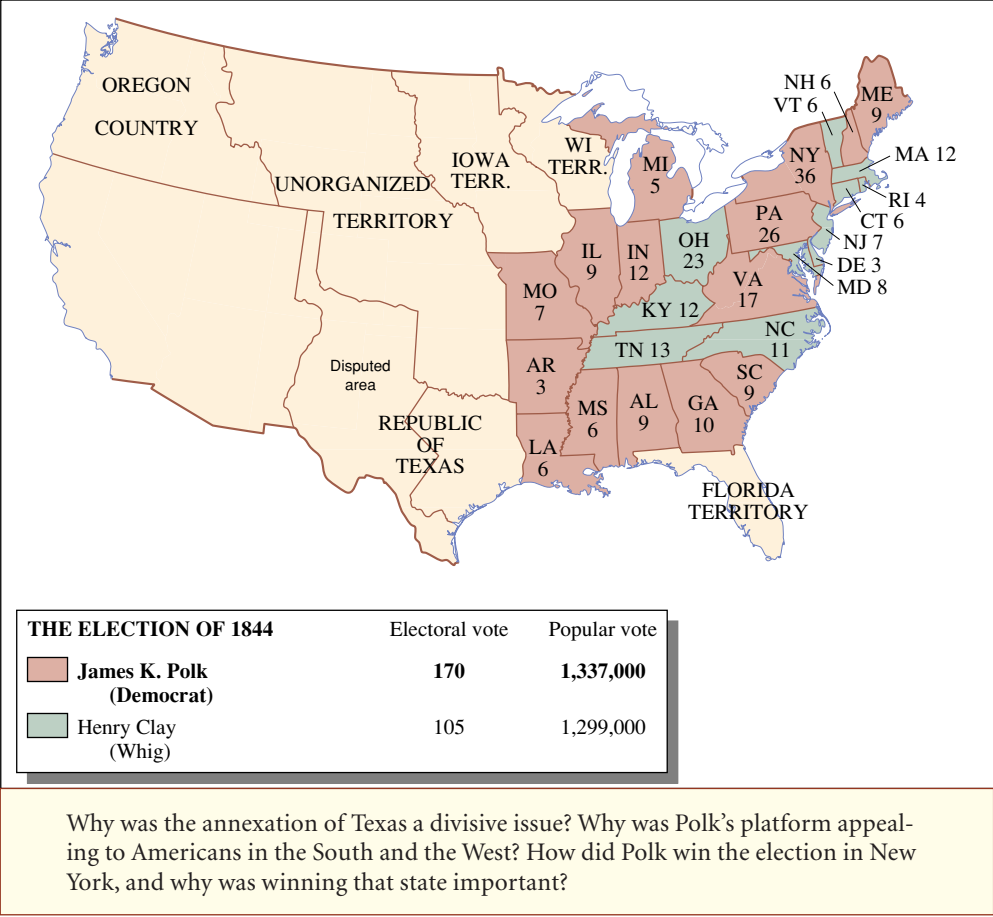 OREGON
COUNTRY
UNORGANIZED
TERRITORY
IOWA
TERR.
WI
TERR.
MI
5
NH 6
VT 6
ME
9
NY
36
MA 12
RI 4
CT 6
PA
26
NJ 7
DE 3
MD 8
IL
9
IN
12
OH
23
VA
17
MO
7
KY 12
NC
11
TN 13
Disputed
area
AR
3
SC
9
MS
6
AL
9
GA
10
REPUBLIC
OF
TEXAS
LA
6
FLORIDA
TERRITORY
THE ELECTION OF 1844 Electoral vote Popular vote
James K. Polk 170 1,337,000
(Democrat)
Henry Clay 105 1,299,000
(Whig)
Why was the annexation of Texas a divisive issue? Why was Polk’s platform appeal-
ing to Americans in the South and the West? How did Polk win the election in New
York, and why was winning that state important?